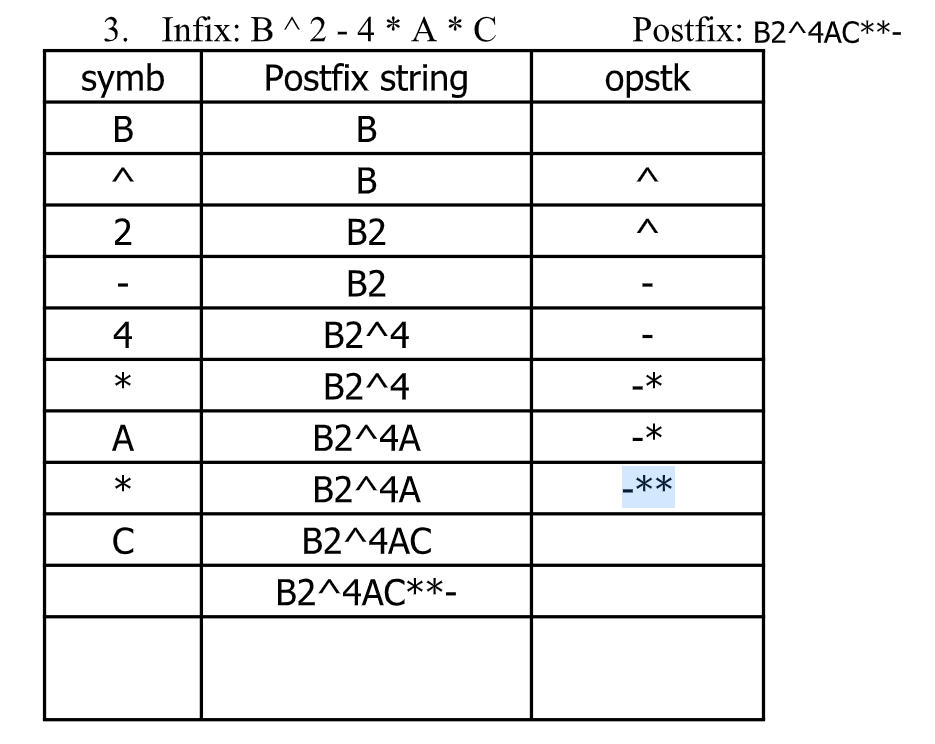 3. Infix: B ^ 2 - 4 * A * C Postfix: B2^4AC**-
symb Postfix string opstk
B B
^ B ^
2 B2 ^
- B2 -
4 B2^4 -
* B2^4 -*
A B2^4A -*
* B2^4A -**
C B2^4AC
B2^4AC**-